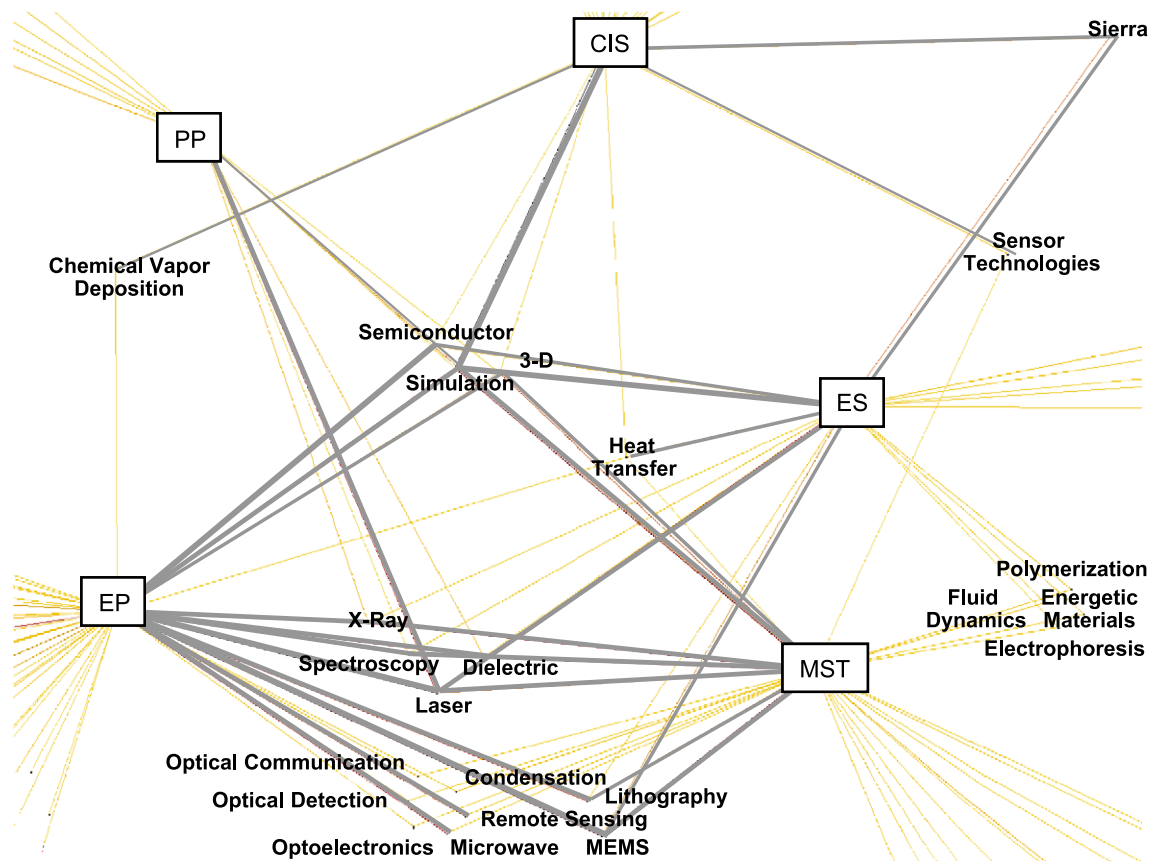 CIS
Sierra
PP
Sensor
Technologies
Chemical Vapor
Deposition
Semiconductor
3-D
Simulation
ES
Heat
Transfer
Polymerization
EP
Fluid
Dynamics
Energetic
Materials
X-Ray
Electrophoresis
Spectroscopy
Dielectric
MST
Laser
Optical Communication
Condensation
Optical Detection
Lithography
Remote Sensing
Optoelectronics
Microwave
MEMS